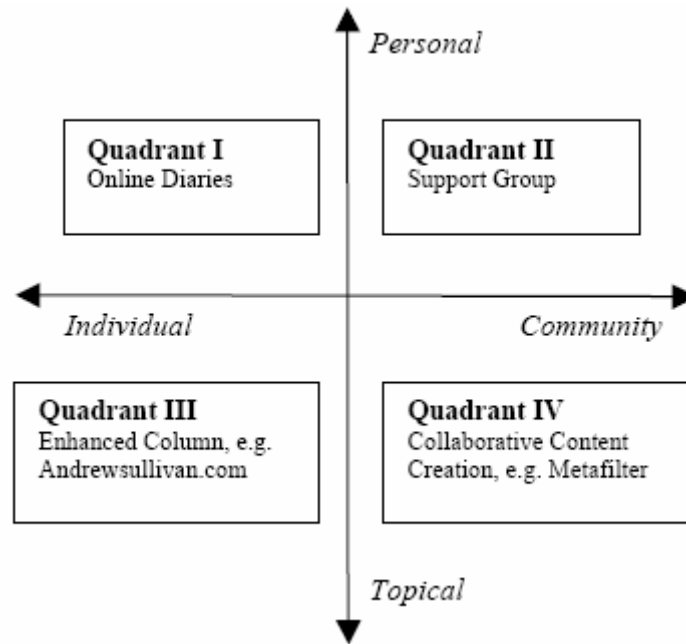 Personal
Quadrant I
Online Diaries
Quadrant II
Support Group
Individual
Community
Quadrant III
Enhanced Column, e.g.
Andrewsullivan.com
Quadrant IV
Collaborative Content
Creation, e.g. Metafilter
Topical